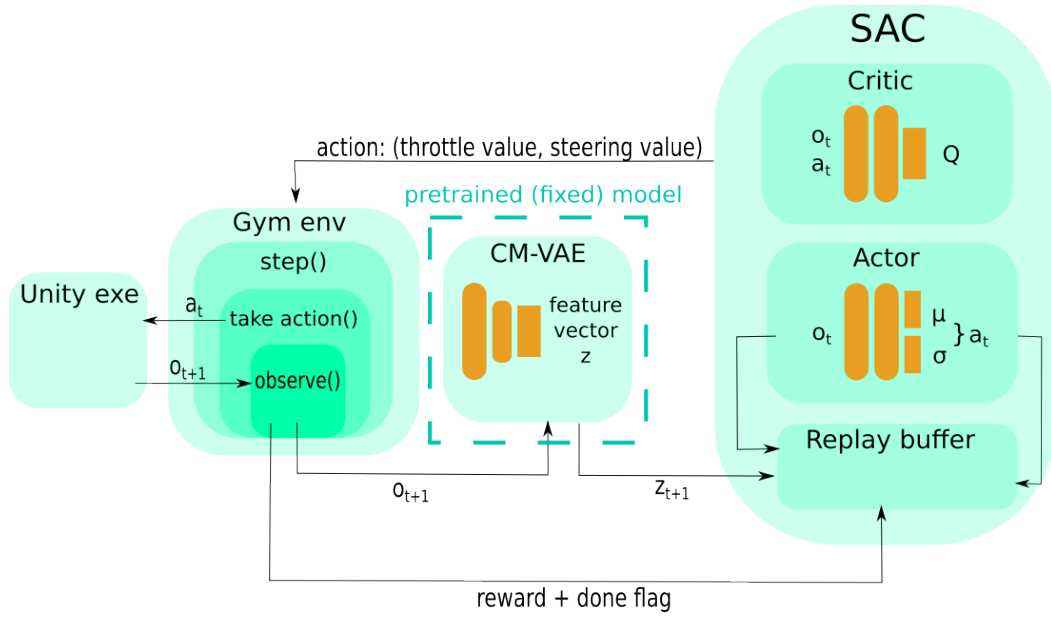 SAC
Critic
oₜ
aₜ
Q
action: (throttle value, steering value)
pretrained (fixed) model
Gym env
step()
take action()
observe()
Unity exe
aₜ
oₜ₊₁
CM-VAE
feature
vector
z
Actor
oₜ
μ
σ
} aₜ
Replay buffer
oₜ₊₁
zₜ₊₁
reward + done flag